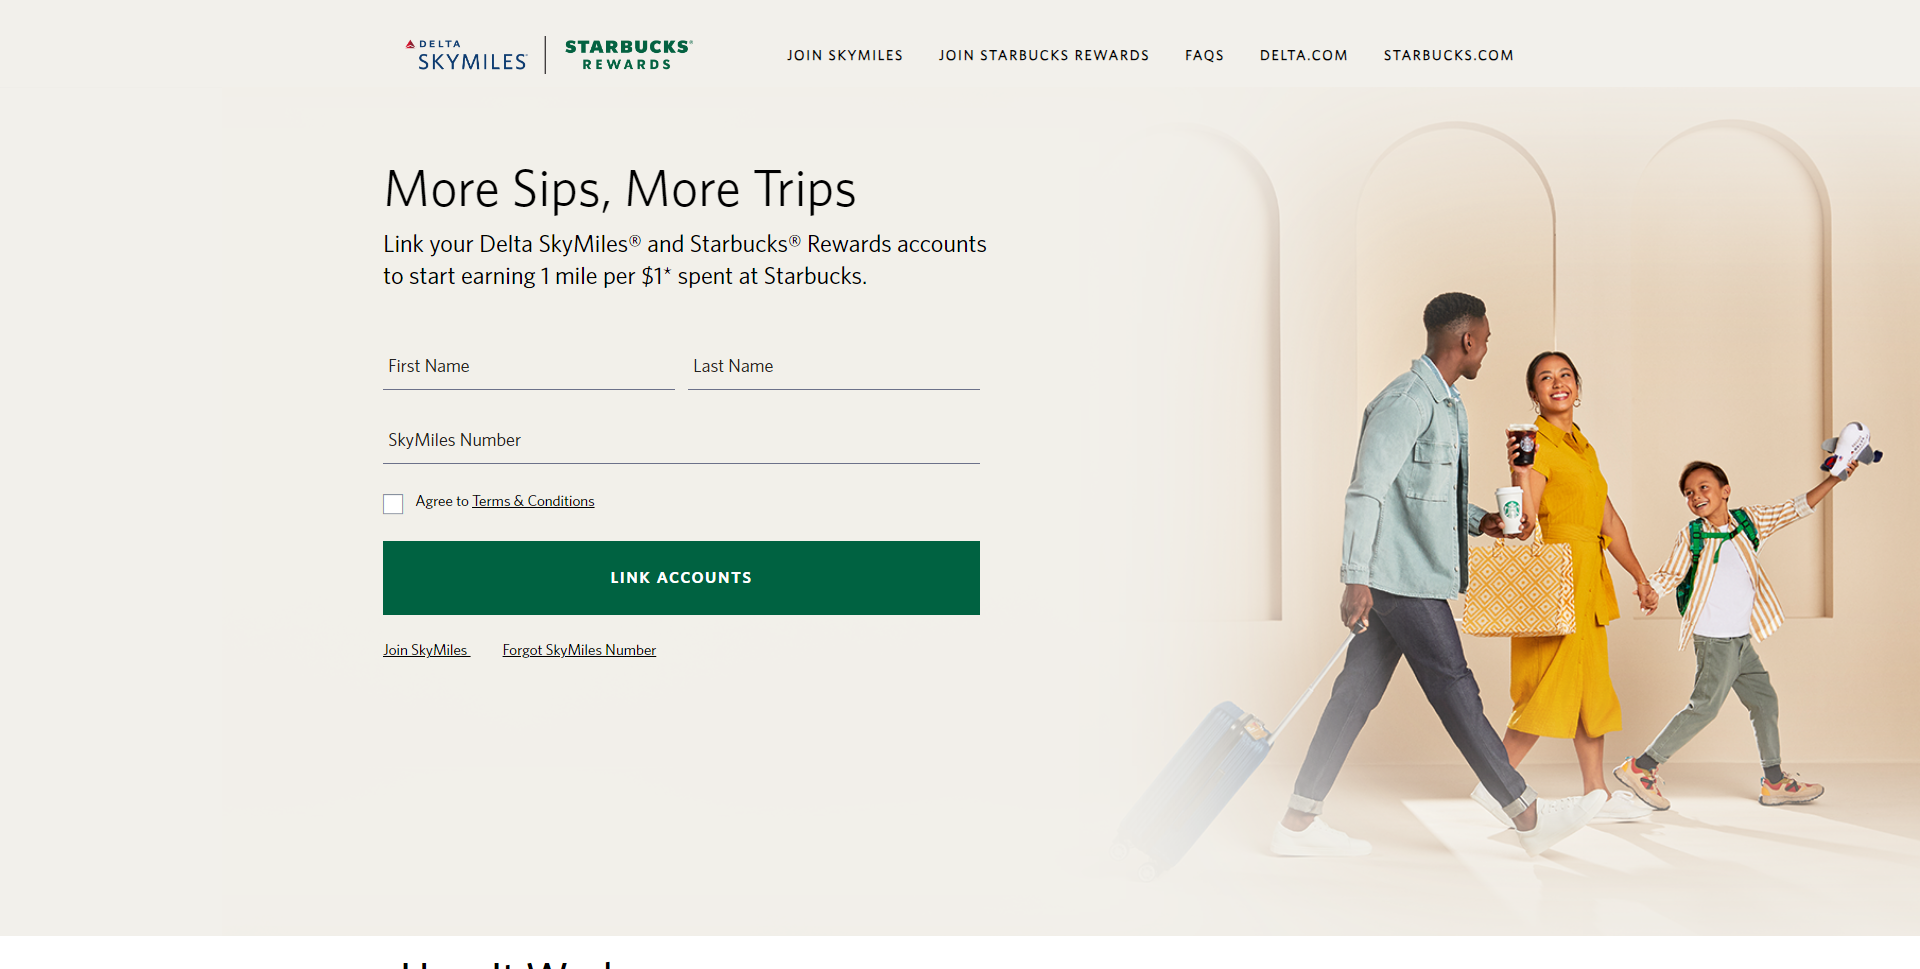 DELTA
SKYMILES
STARBUCKS®
REWARDS
JOIN SKYMILES
JOIN STARBUCKS REWARDS
FAQS
DELTA.COM
STARBUCKS.COM
More Sips, More Trips
Link your Delta SkyMiles® and Starbucks® Rewards accounts
to start earning 1 mile per $1* spent at Starbucks.
First Name
Last Name
SkyMiles Number
Agree to Terms & Conditions
LINK ACCOUNTS
Join SkyMiles
Forgot SkyMiles Number